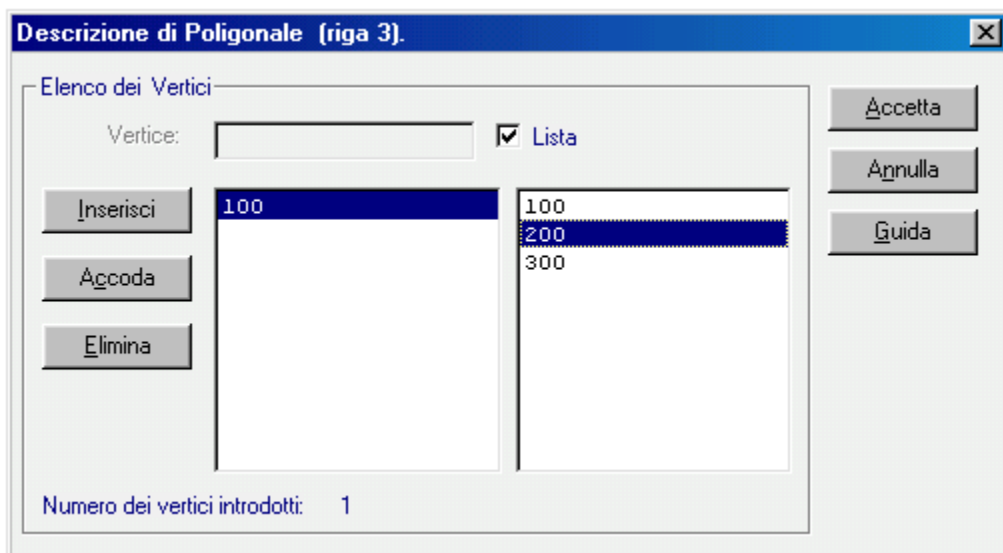 Descrizione di Poligonale (riga 3).
Elenco dei Vertici
Vertice:
Lista
Accetta
Annulla
Guida
Inserisci
Accoda
Elimina
100
100
200
300
Numero dei vertici introdotti: 1